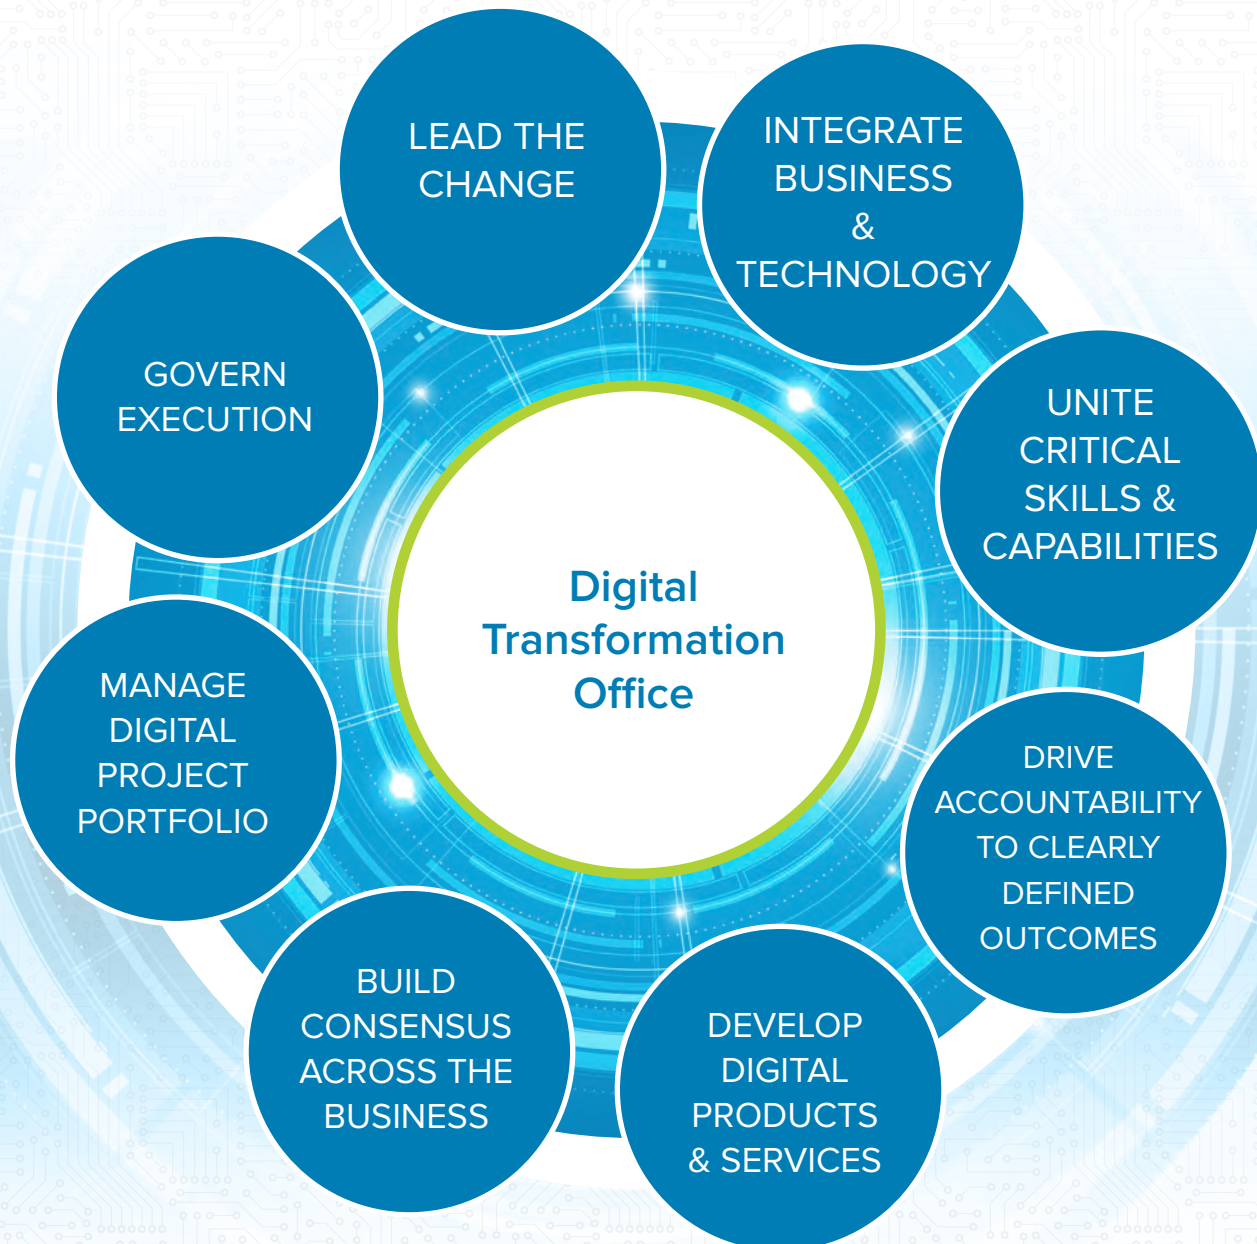 LEAD THE
CHANGE
INTEGRATE
BUSINESS
&
TECHNOLOGY
UNITE
CRITICAL
SKILLS &
CAPABILITIES
DRIVE
ACCOUNTABILITY
TO CLEARLY
DEFINED
OUTCOMES
DEVELOP
DIGITAL
PRODUCTS
& SERVICES
BUILD
CONSENSUS
ACROSS THE
BUSINESS
MANAGE
DIGITAL
PROJECT
PORTFOLIO
GOVERN
EXECUTION
Digital
Transformation
Office